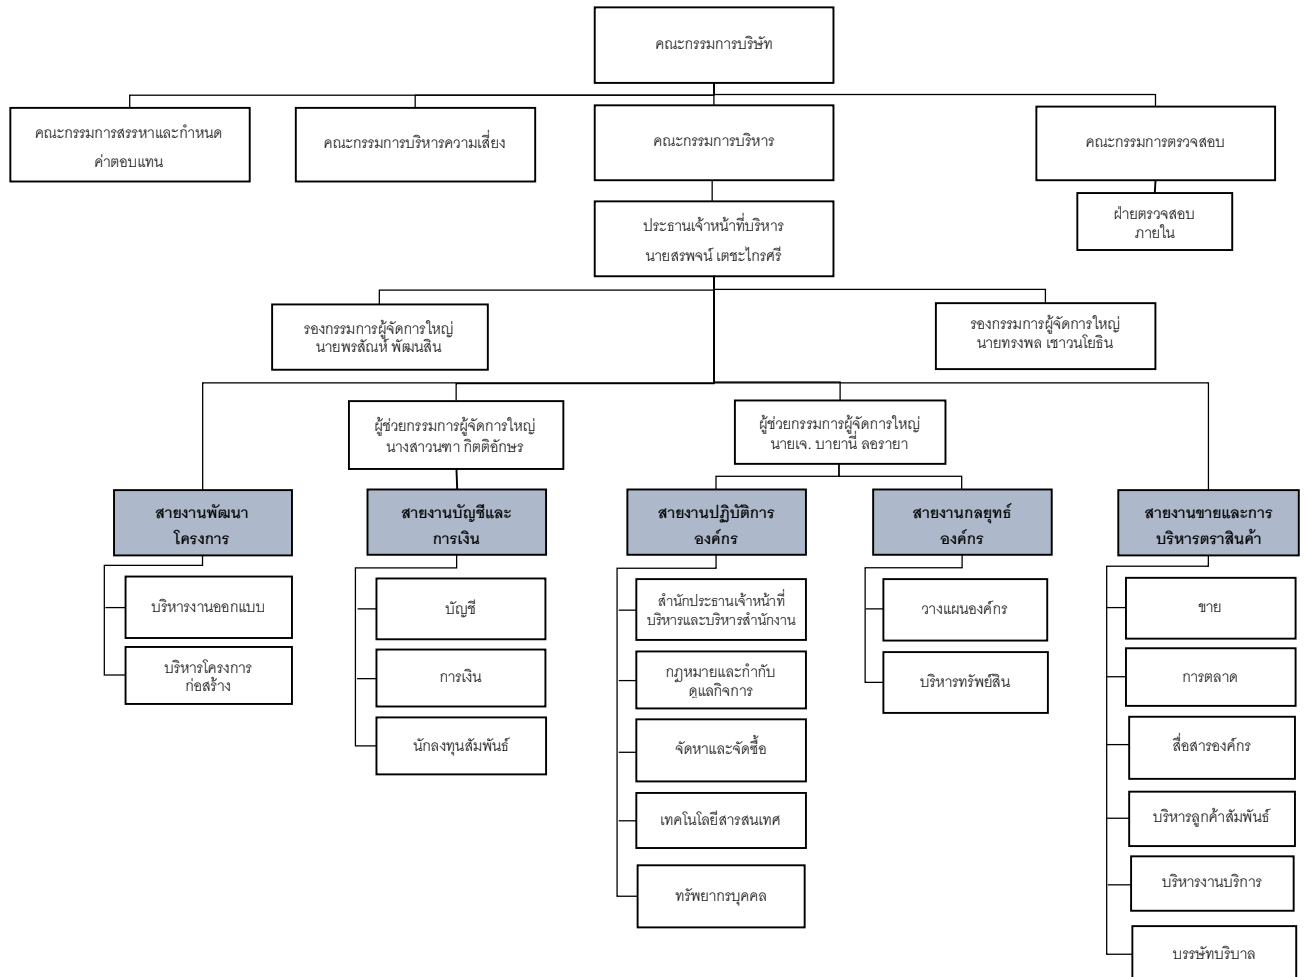 คณะกรรมการบริษัท
คณะกรรมการสรรหาและกำหนด
ค่าตอบแทน
คณะกรรมการบริหารความเสี่ยง
คณะกรรมการบริหาร
คณะกรรมการตรวจสอบ
ฝ่ายตรวจสอบ
ภายใน
ประธานเจ้าหน้าที่บริหาร
นายสรพจน์ เตชะไกรศรี
รองกรรมการผู้จัดการใหญ่
นายพรสัณห์ พัฒนสิน
รองกรรมการผู้จัดการใหญ่
นายทรงพล เชาวนโยธิน
ผู้ช่วยกรรมการผู้จัดการใหญ่
นางสาวนฑา กิตติอักษร
ผู้ช่วยกรรมการผู้จัดการใหญ่
นายเจ. บายานี่ ลอรายา
สายงานพัฒนา
โครงการ
สายงานบัญชีและ
การเงิน
สายงานปฏิบัติการ
องค์กร
สายงานกลยุทธ์
องค์กร
สายงานขายและการ
บริหารตราสินค้า
บริหารงานออกแบบ
บริหารโครงการ
ก่อสร้าง
บัญชี
การเงิน
นักลงทุนสัมพันธ์
สำนักประธานเจ้าหน้าที่
บริหารและบริหารสำนักงาน
กฎหมายและกำกับ
ดูแลกิจการ
จัดหาและจัดซื้อ
เทคโนโลยีสารสนเทศ
ทรัพยากรบุคคล
วางแผนองค์กร
บริหารทรัพย์สิน
ขาย
การตลาด
สื่อสารองค์กร
บริหารลูกค้าสัมพันธ์
บริหารงานบริการ
บรรษัทบริบาล